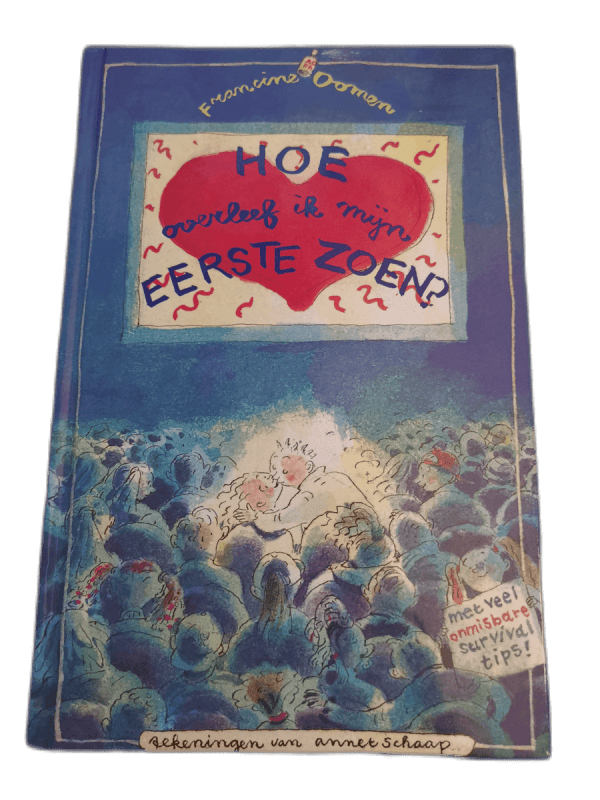 Francine Oomen
HOE
overleef ik mijn
EERSTE ZOEN?
met veel
onmisbare
survival
tips!
tekeningen van annet schaap